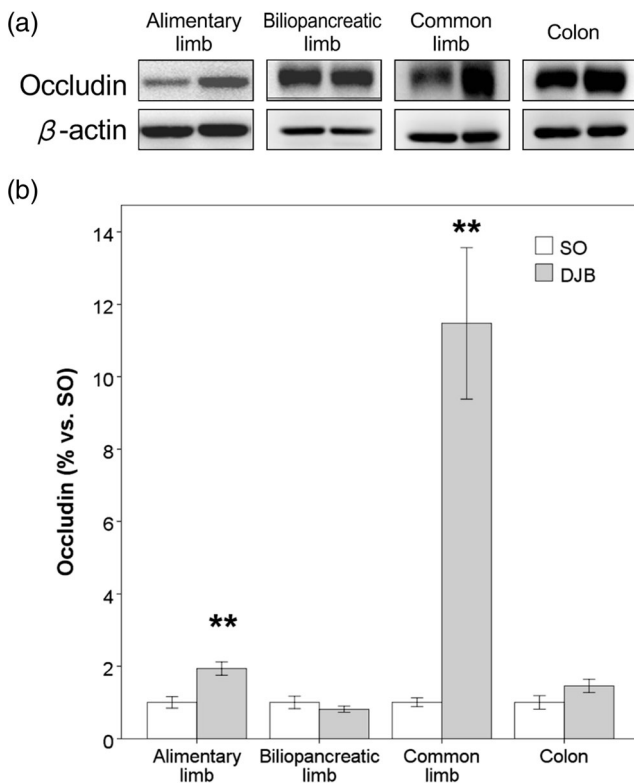 (a)
Alimentary limb
Biliopancreatic limb
Common limb
Colon
Occludin
β-actin
(b)
Occludin (% vs. SO)
14
12
10
8
6
4
2
0
**
**
SO
DJB
Alimentary limb
Biliopancreatic limb
Common limb
Colon